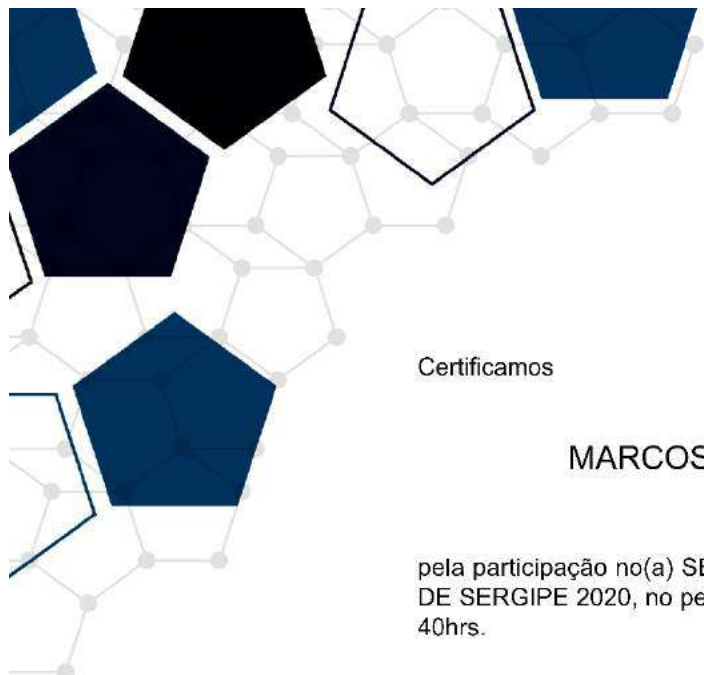 Certificamos
MARCOS
pela participação no(a)
DE SERGIPE 2020, no
40hrs.